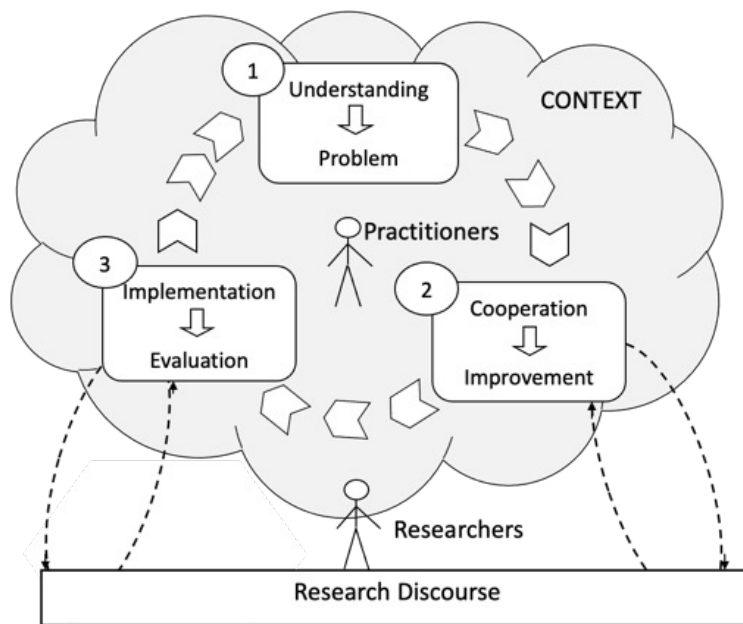 1
Understanding
Problem
CONTEXT
Practitioners
3
Implementation
Evaluation
2
Cooperation
Improvement
Researchers
Research Discourse